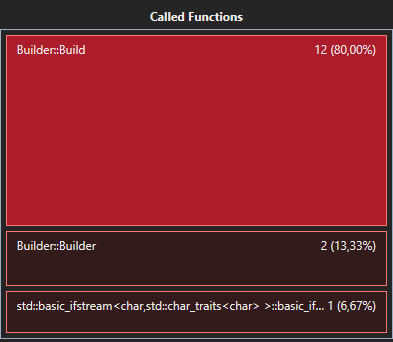 Called Functions
Builder::Build 12 (80,00%)
Builder::Builder 2 (13,33%)
std::basic_ifstream<char,std::char_traits<char> >::basic_if... 1 (6,67%)